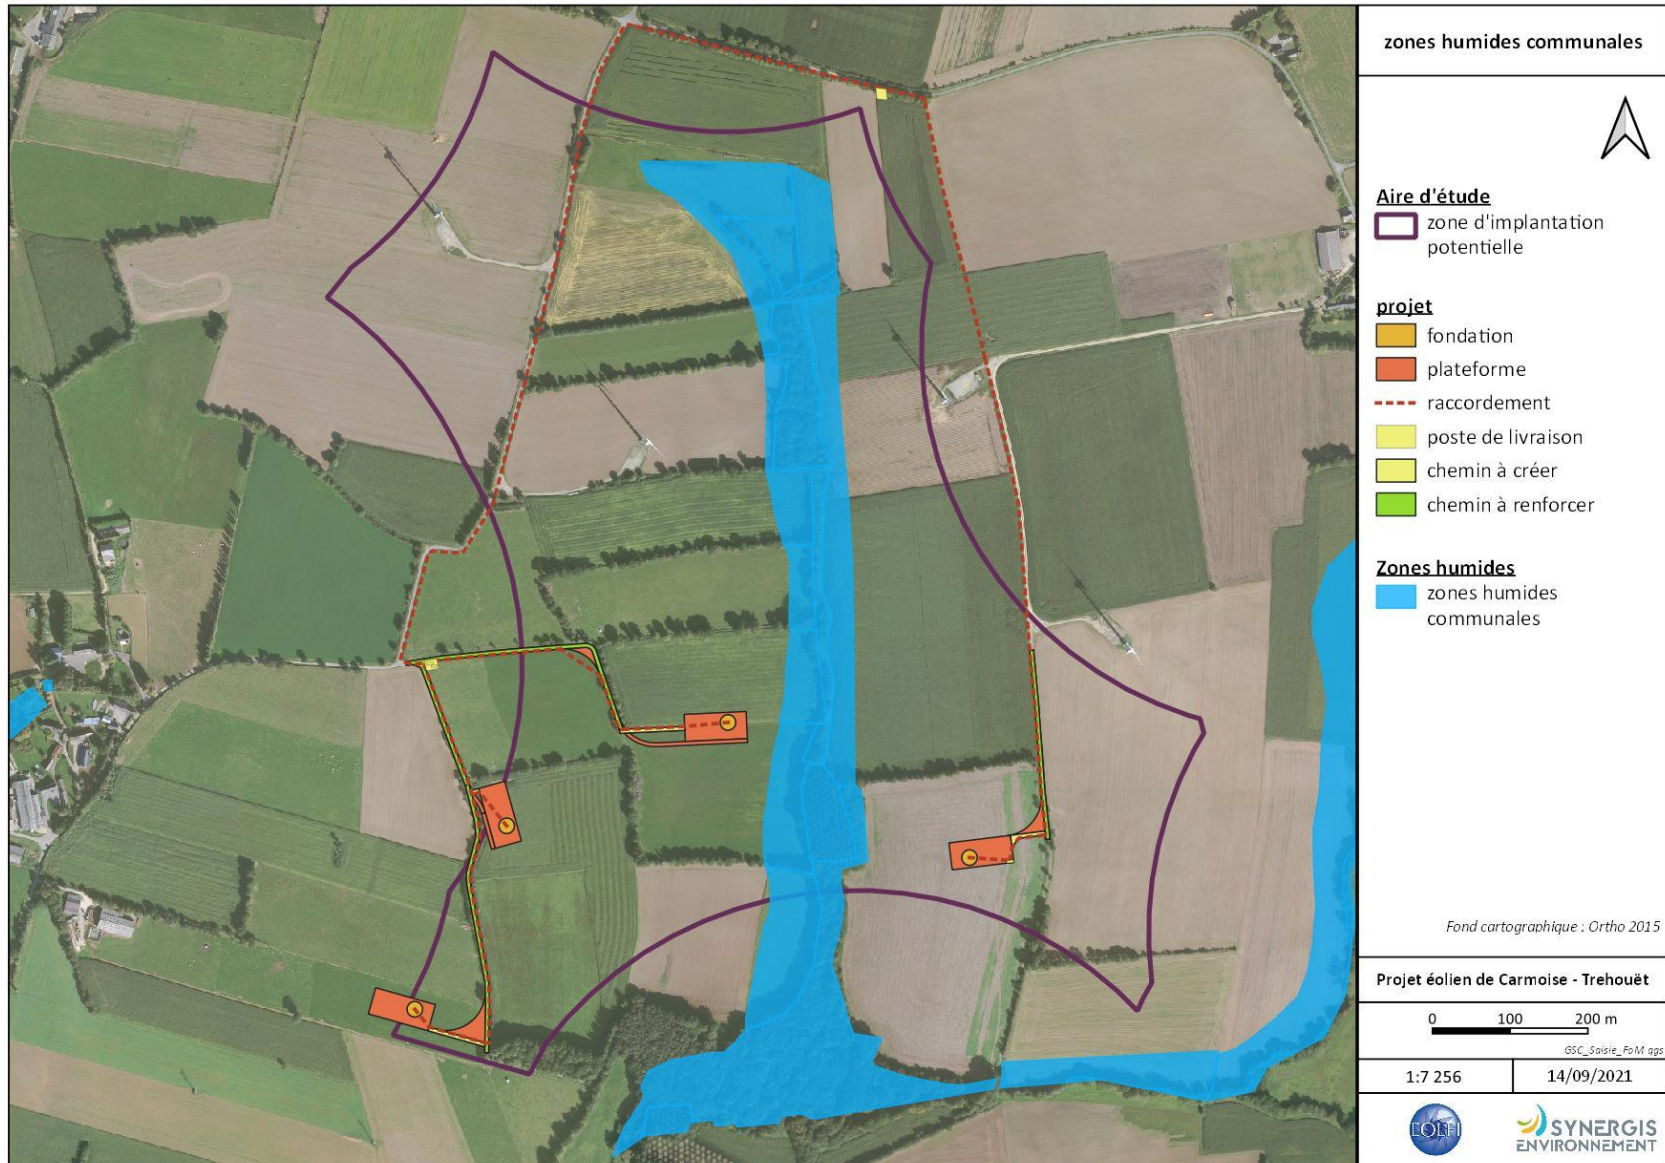 zones humides communales
Aire d'étude
zone d'implantation
potentielle
projet
fondation
plateforme
raccordement
poste de livraison
chemin à créer
chemin à renforcer
Zones humides
zones humides
communales
Fond cartographique : Ortho 2015
Projet éolien de Carmoise - Trehouët
0 100 200 m
GSC_Saisie_FoM qgs
1:7 256
14/09/2021
EOLFI
SYNERGIS
ENVIRONNEMENT